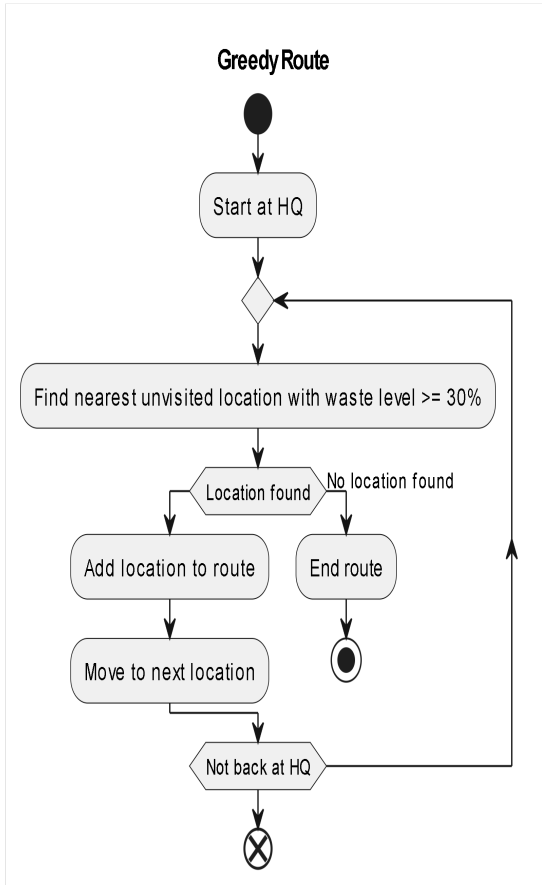 Greedy Route
Start at HQ
Find nearest unvisited location with waste level >= 30%
Location found
No location found
Add location to route
End route
Move to next location
Not back at HQ